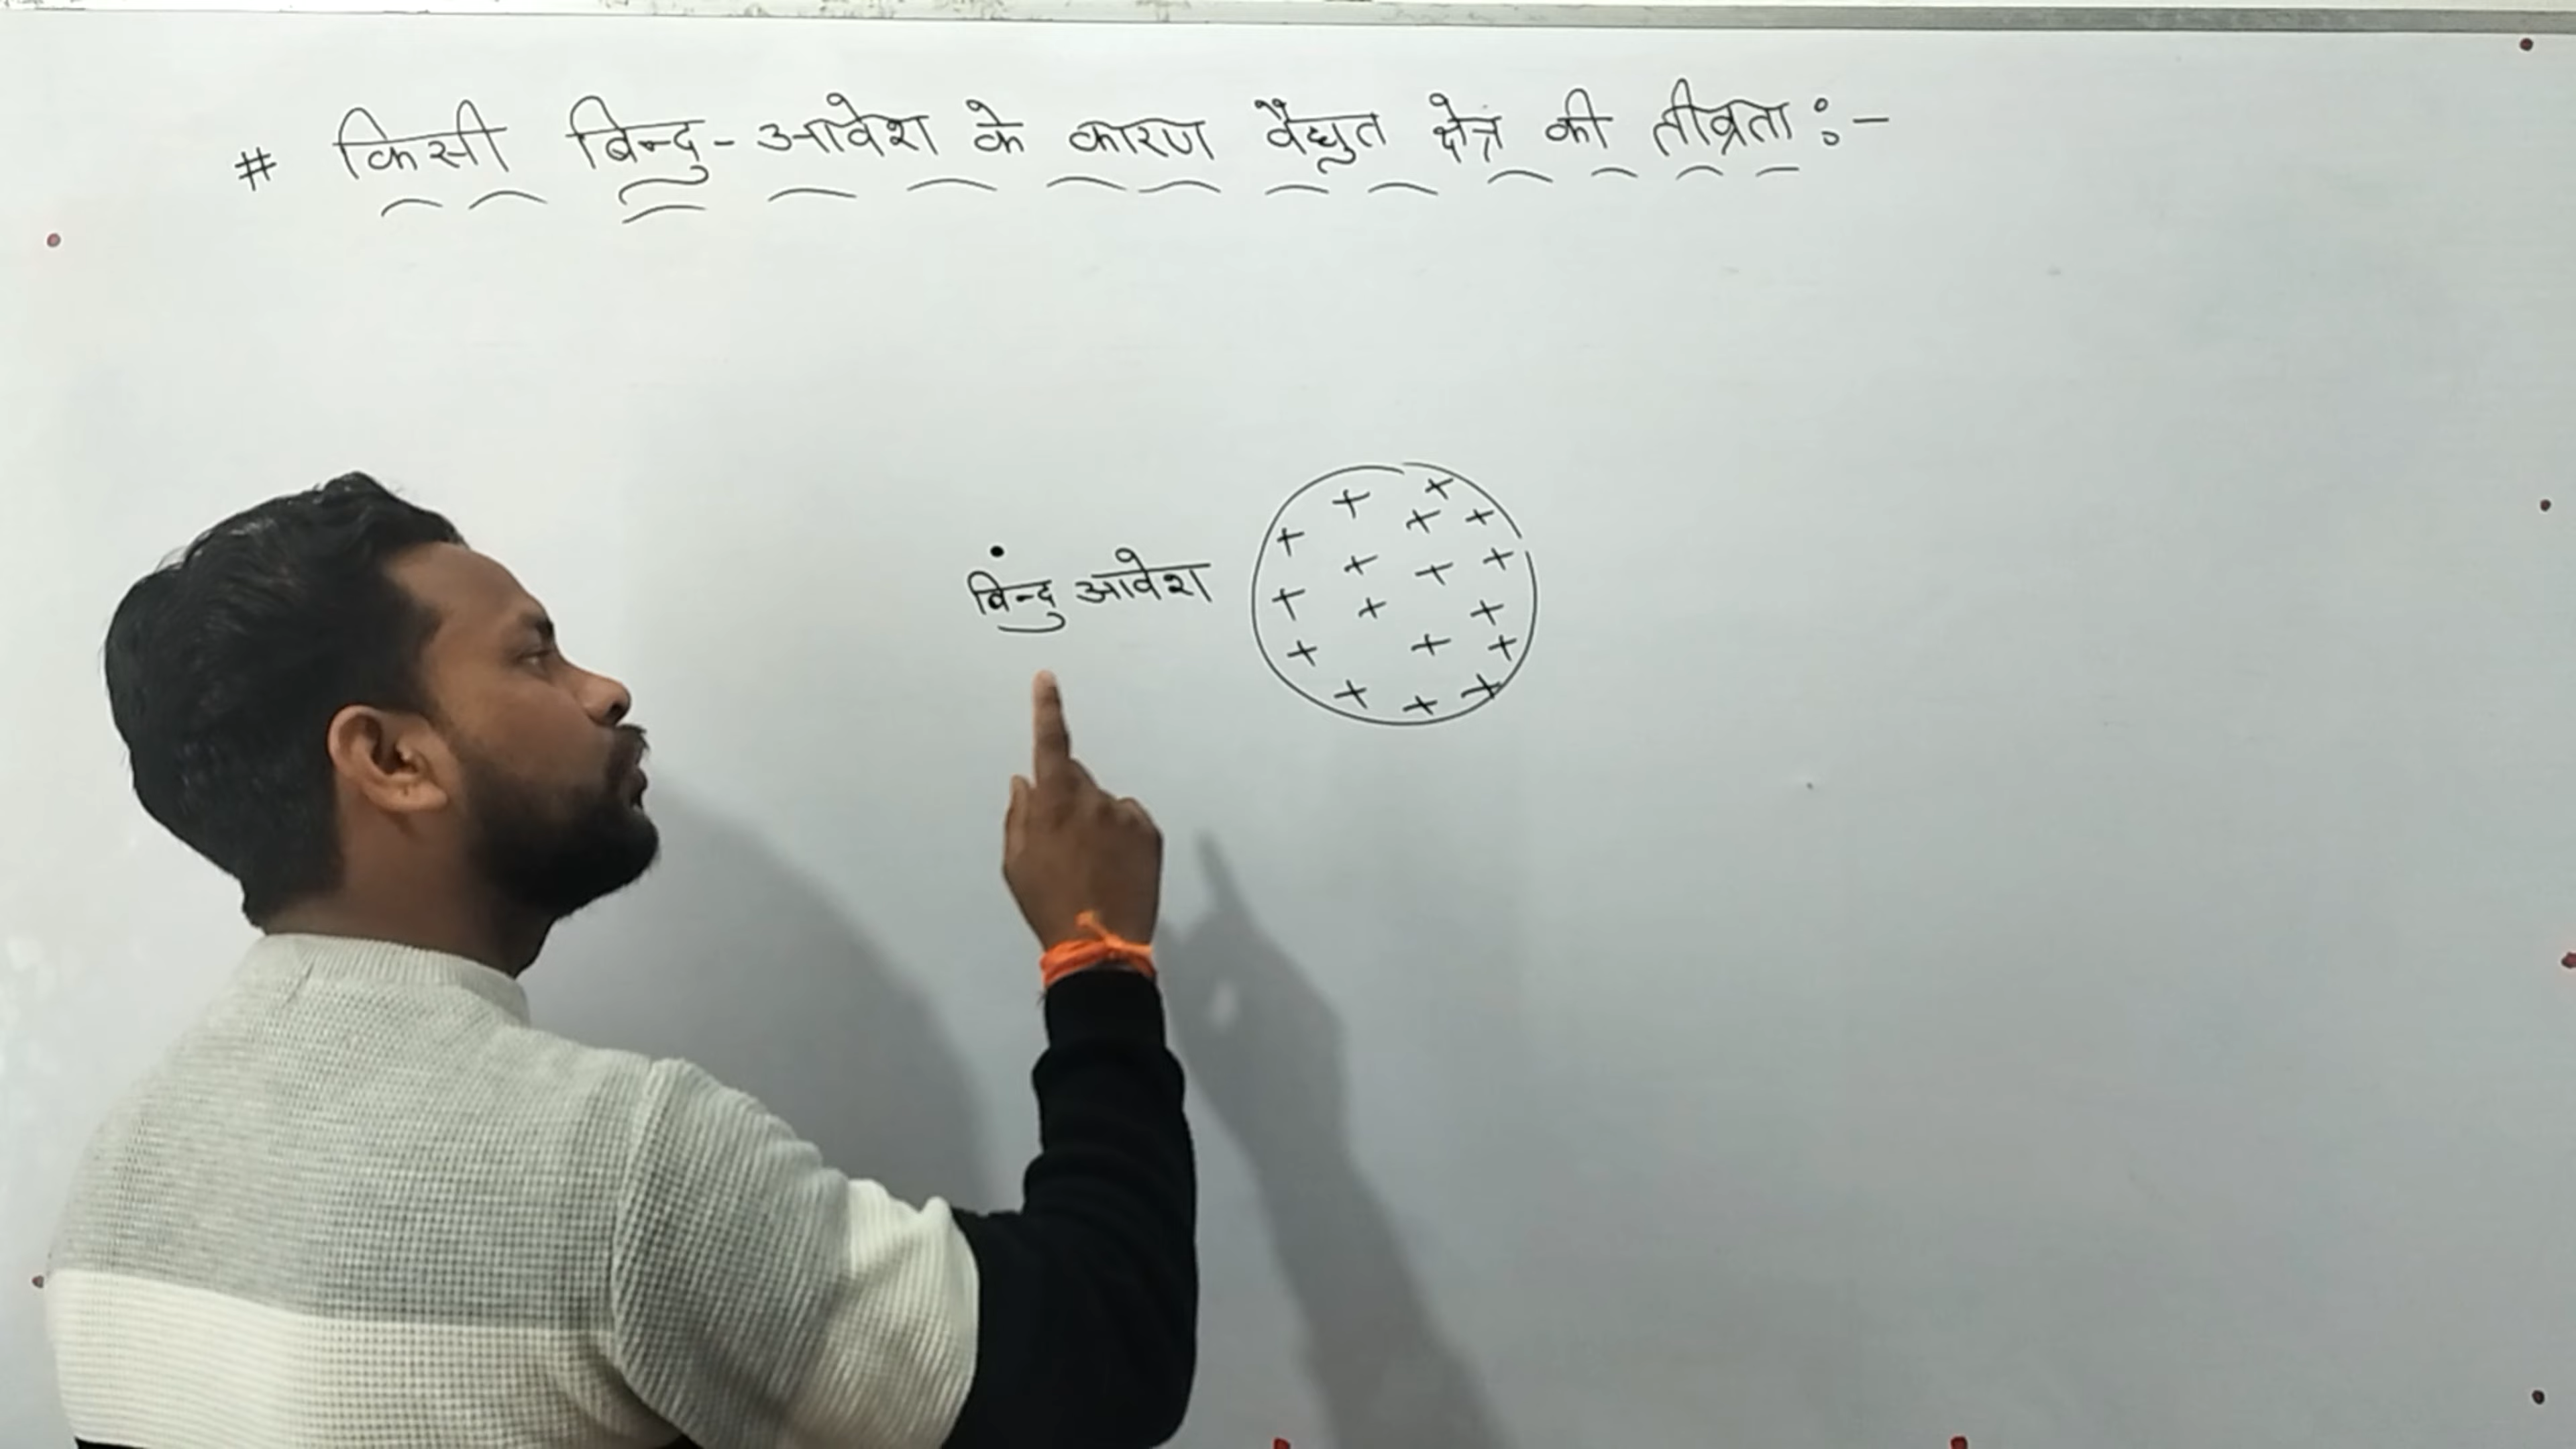 # किसी बिन्दु-आवेश के कारण वैद्युत क्षेत्र की तीव्रता :-
बिन्दु आवेश
+ + + + + + + + + + + + + + + + + +